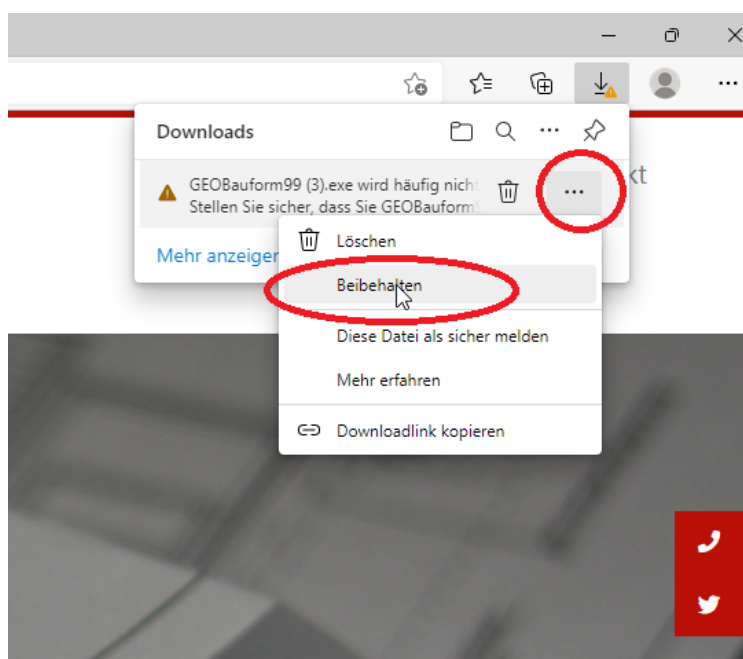 Downloads
GEOBauform99 (3).exe wird häufig nicht
Stellen Sie sicher, dass Sie GEOBauform
Mehr anzeigen
Löschen
Beibehalten
Diese Datei als sicher melden
Mehr erfahren
Downloadlink kopieren